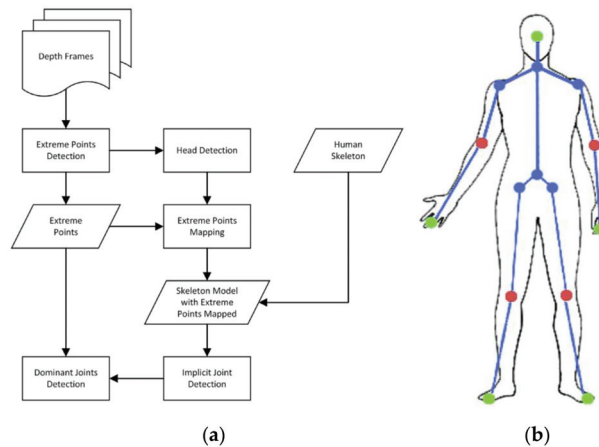 Depth Frames
Extreme Points
Detection
Head Detection
Human
Skeleton
Extreme
Points
Extreme Points
Mapping
Skeleton Model
with Extreme
Points Mapped
Dominant Joints
Detection
Implicit Joint
Detection
(a)
(b)